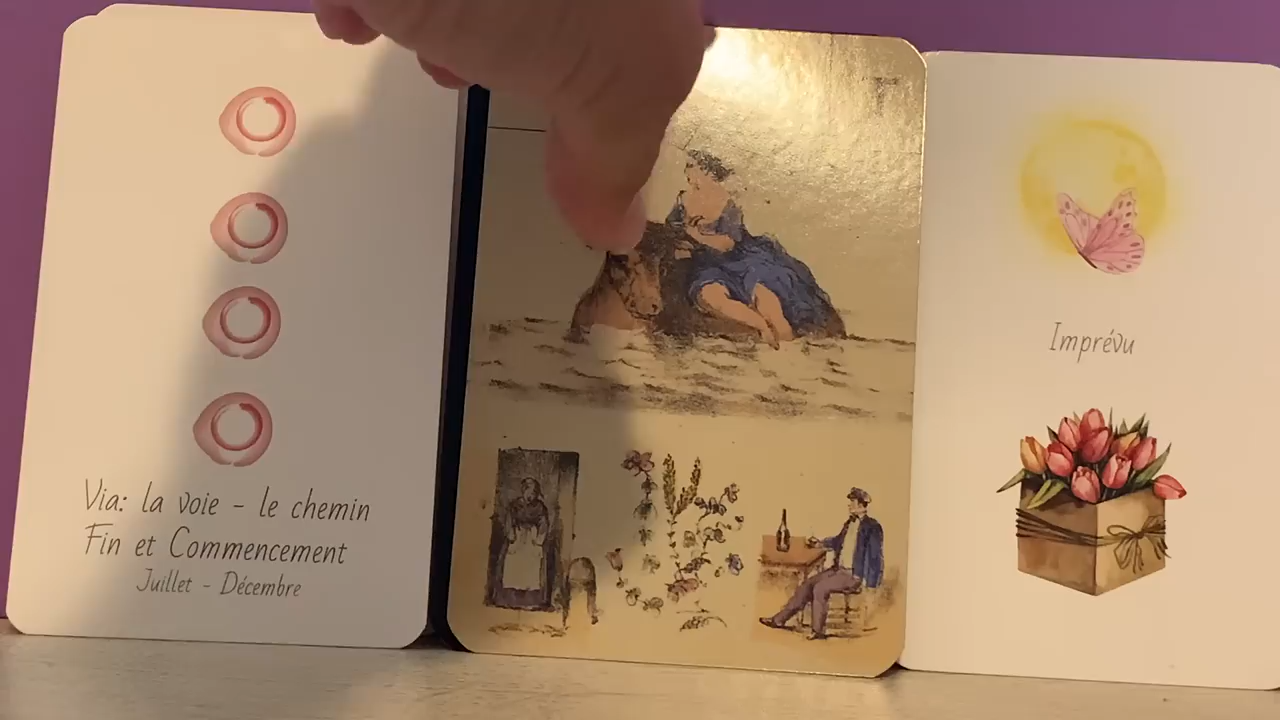 Via: la voie - le chemin
Fin et Commencement
Juillet - Décembre
Imprévu